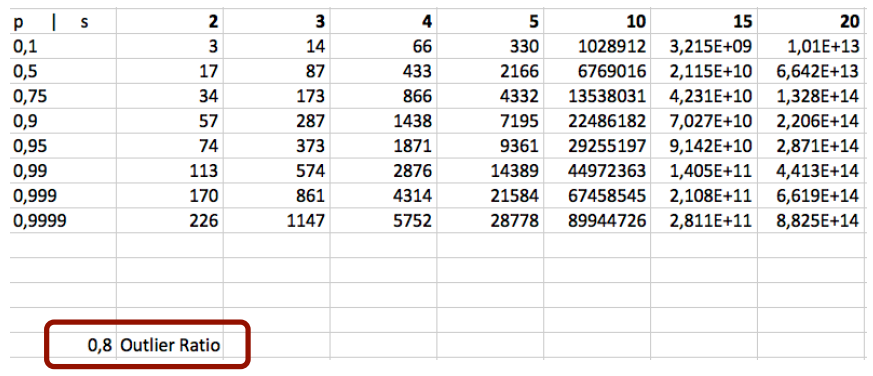 p | s 2 3 4 5 10 15 20
0,1 3 14 66 330 1028912 3,215E+09 1,01E+13
0,5 17 87 433 2166 6769016 2,115E+10 6,642E+13
0,75 34 173 866 4332 13538031 4,231E+10 1,328E+14
0,9 57 287 1438 7195 22486182 7,027E+10 2,206E+14
0,95 74 373 1871 9361 29255197 9,142E+10 2,871E+14
0,99 113 574 2876 14389 44972363 1,405E+11 4,413E+14
0,999 170 861 4314 21584 67458545 2,108E+11 6,619E+14
0,9999 226 1147 5752 28778 89944726 2,811E+11 8,825E+14
0,8 Outlier Ratio